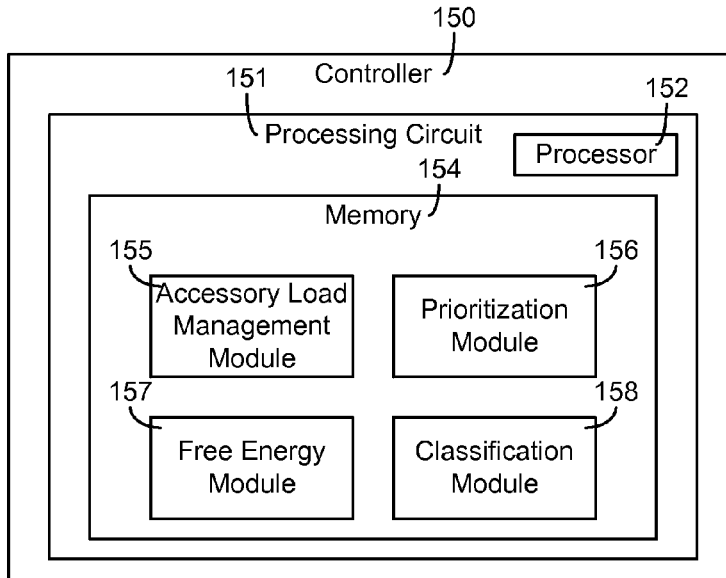 150
Controller
151
152
Processing Circuit
Processor
154
Memory
155
156
Accessory Load
Management
Module
Prioritization
Module
157
158
Free Energy
Module
Classification
Module